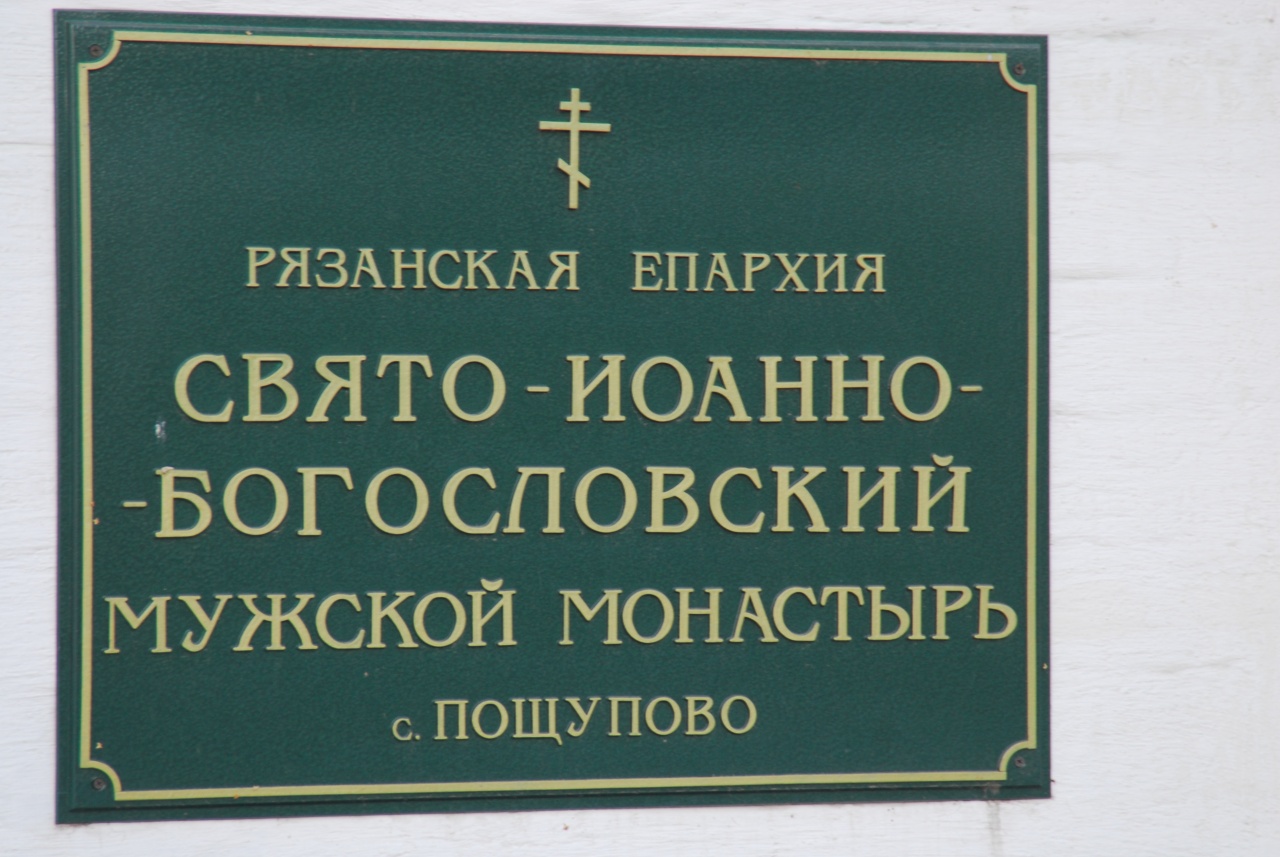 РЯЗАНСКАЯ ЕПАРХИЯ
СВЯТО-ИОАННО-
-БОГОСЛОВСКИЙ
МУЖСКОЙ МОНАСТЫРЬ
с. ПОЩУПОВО